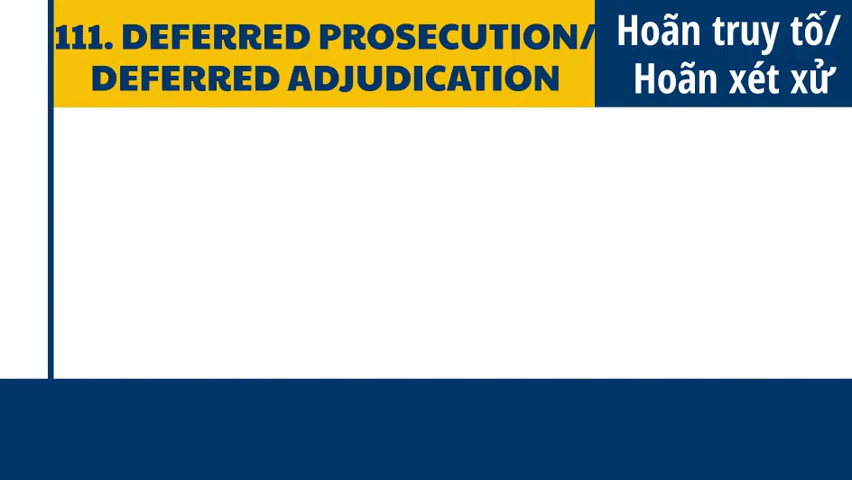 111. DEFERRED PROSECUTION/
DEFERRED ADJUDICATION
Hoãn truy tố/
Hoãn xét xử